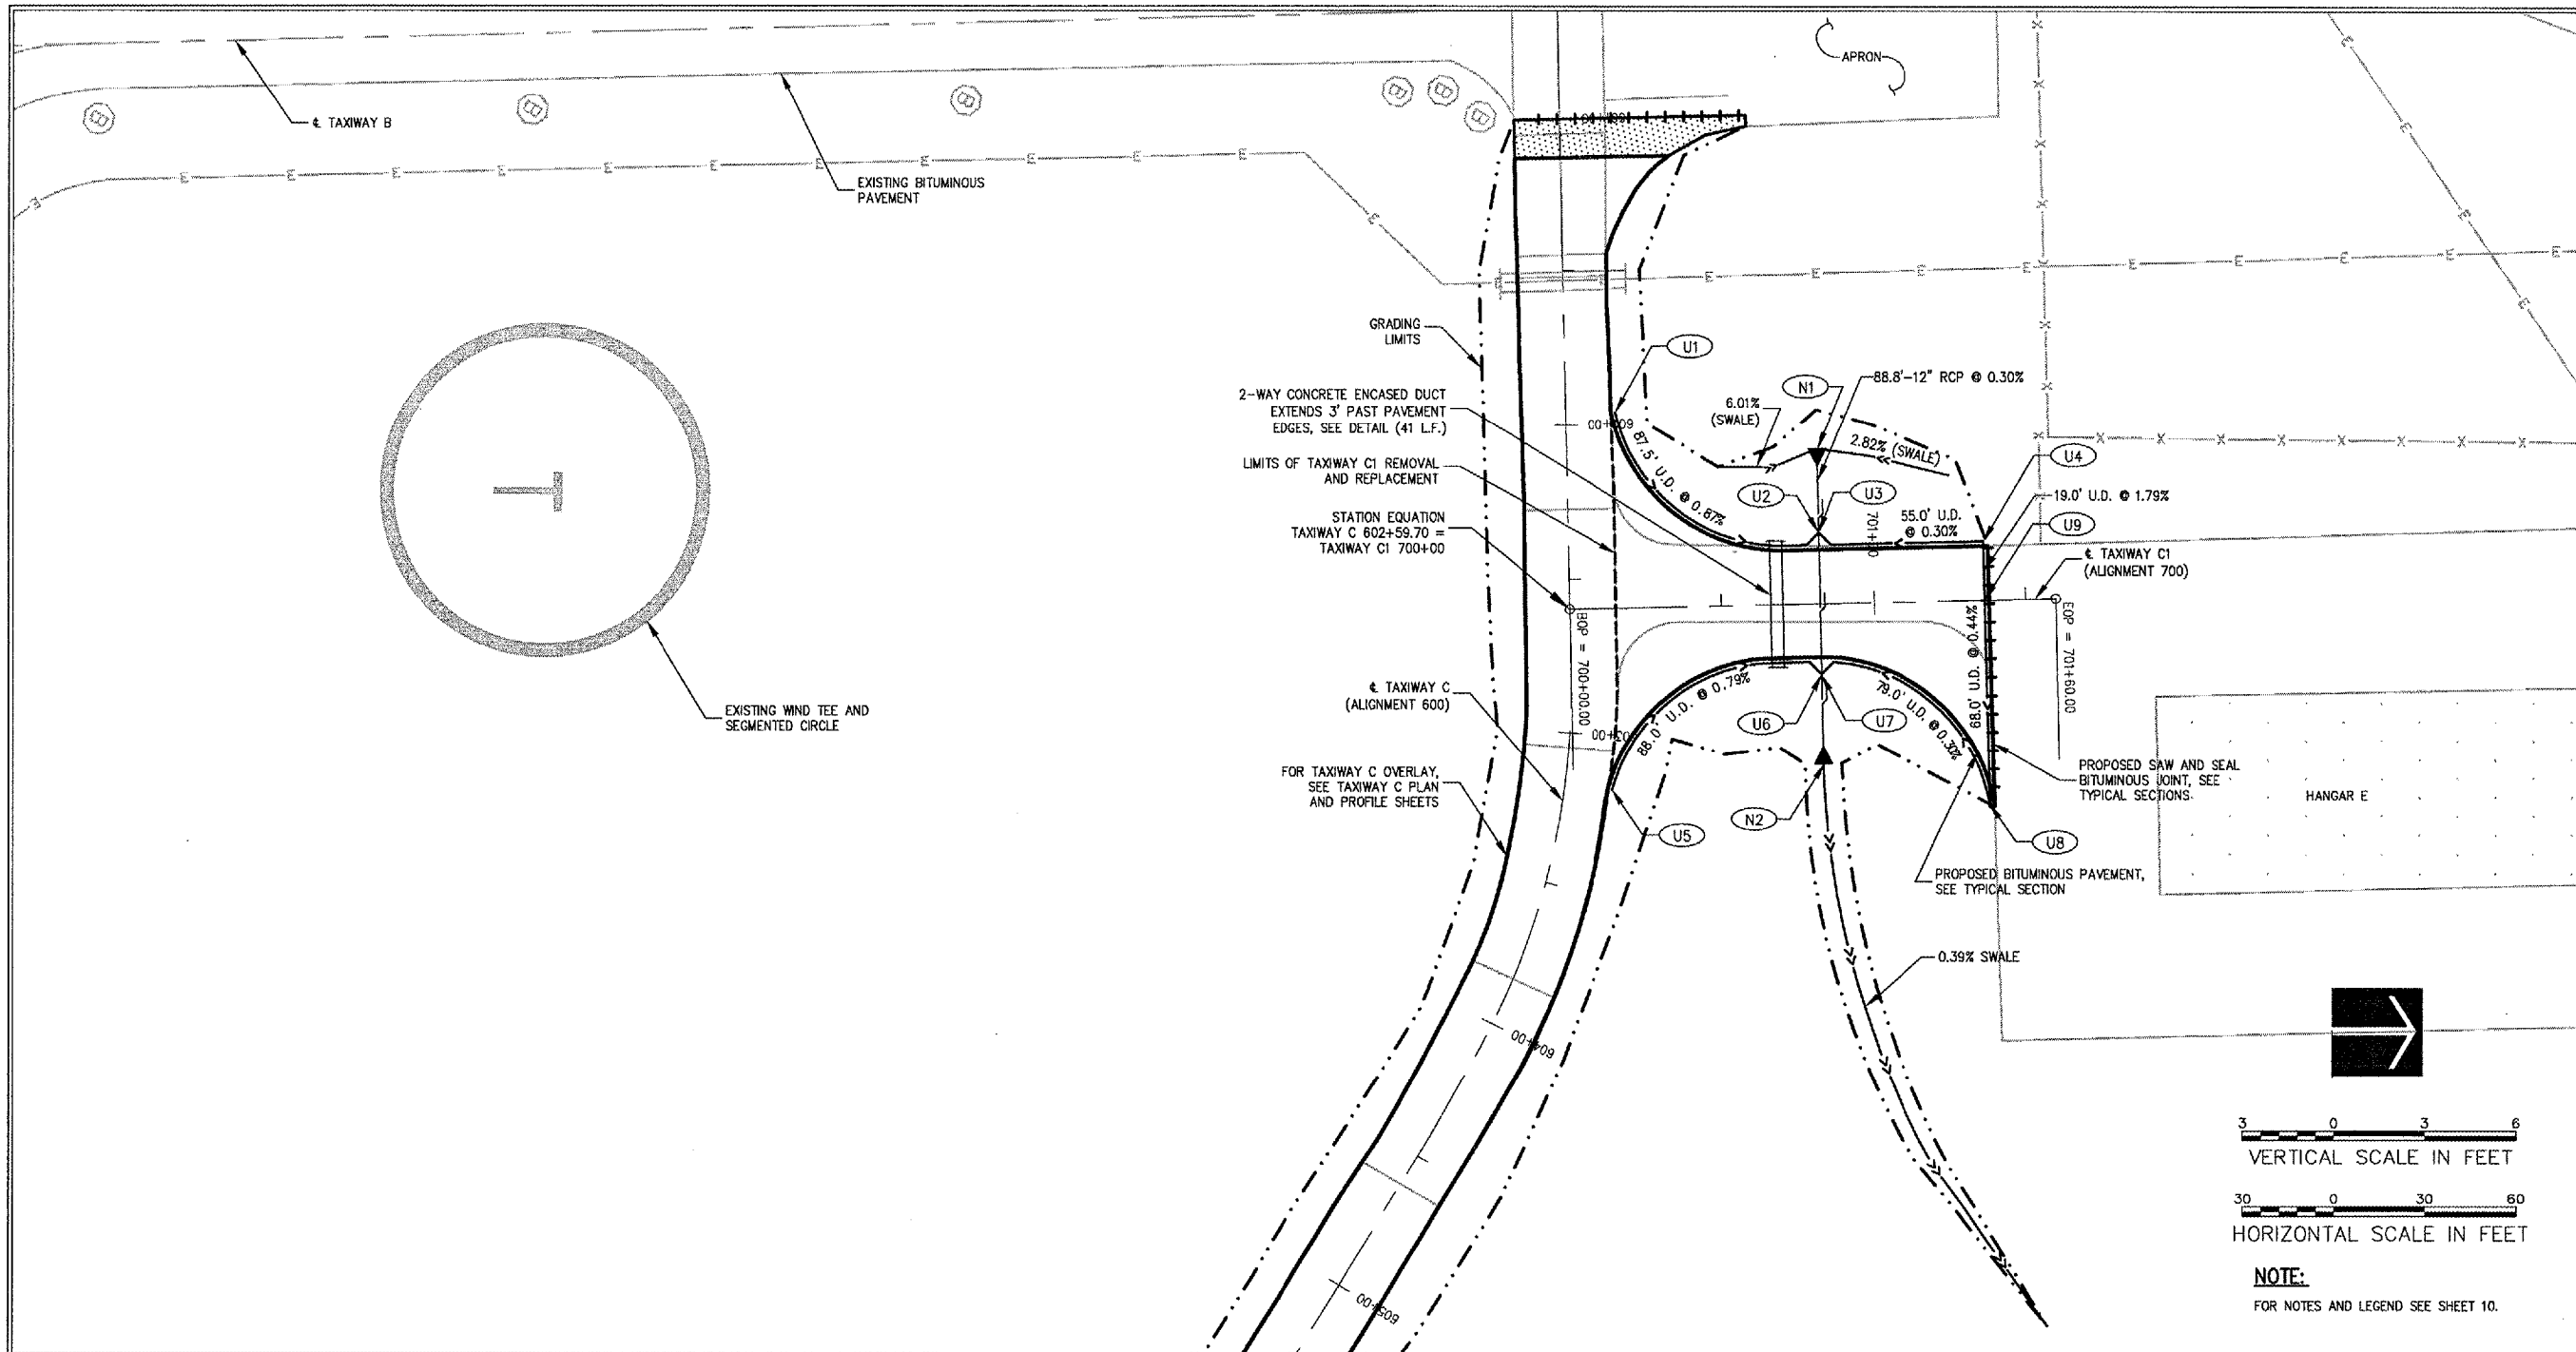 APRON
℄ TAXIWAY B
EXISTING BITUMINOUS
PAVEMENT
B
B
B
B
B
B
GRADING
LIMITS
U1
N1
88.8'-12" RCP @ 0.30%
6.01%
(SWALE)
2.82% (SWALE)
2-WAY CONCRETE ENCASED DUCT
EXTENDS 3' PAST PAVEMENT
EDGES, SEE DETAIL (41 L.F.)
LIMITS OF TAXIWAY C1 REMOVAL
AND REPLACEMENT
87.5' U.D. @ 0.87%
U2
U3
U4
19.0' U.D. @ 1.79%
U9
701+00
55.0' U.D.
@ 0.30%
STATION EQUATION
TAXIWAY C 602+59.70 =
TAXIWAY C1 700+00
℄ TAXIWAY C1
(ALIGNMENT 700)
BOP = 700+00.00
EOP = 701+60.00
68.0' U.D. @ 0.44%
℄ TAXIWAY C
(ALIGNMENT 600)
88.0' U.D. @ 0.79%
79.0' U.D. @ 0.30%
U6
U7
EXISTING WIND TEE AND
SEGMENTED CIRCLE
FOR TAXIWAY C OVERLAY,
SEE TAXIWAY C PLAN
AND PROFILE SHEETS
PROPOSED SAW AND SEAL
BITUMINOUS JOINT, SEE
TYPICAL SECTIONS
HANGAR E
N2
U5
U8
PROPOSED BITUMINOUS PAVEMENT,
SEE TYPICAL SECTION
0.39% SWALE
604+00
605+00
3 0 3 6
VERTICAL SCALE IN FEET
30 0 30 60
HORIZONTAL SCALE IN FEET
NOTE:
FOR NOTES AND LEGEND SEE SHEET 10.